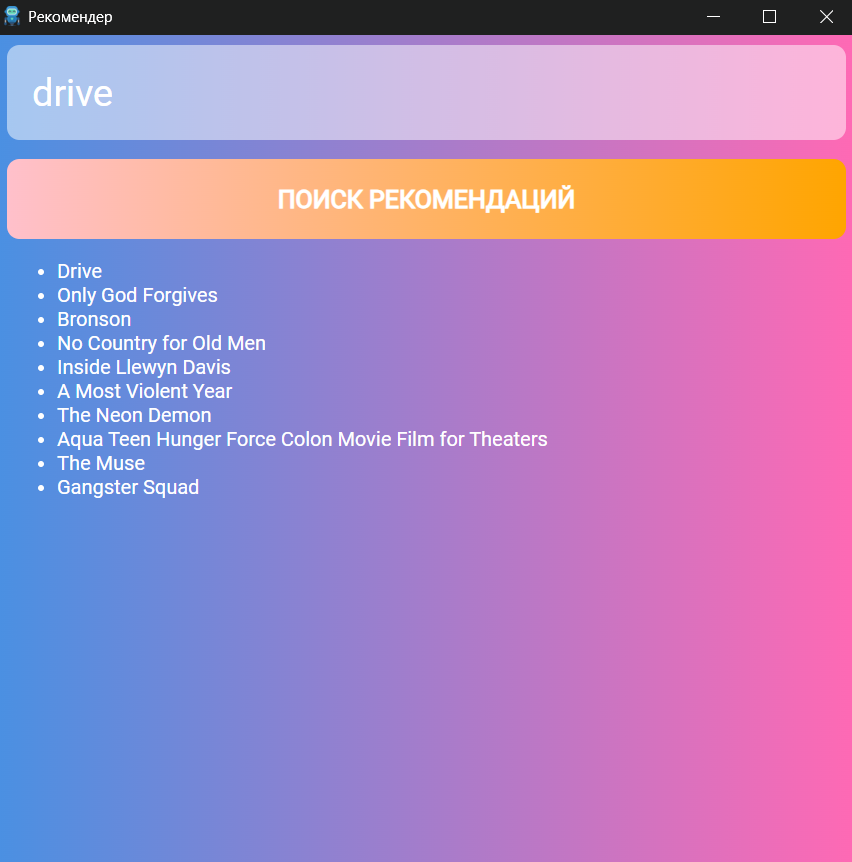 Рекомендер
drive
ПОИСК РЕКОМЕНДАЦИЙ
Drive
Only God Forgives
Bronson
No Country for Old Men
Inside Llewyn Davis
A Most Violent Year
The Neon Demon
Aqua Teen Hunger Force Colon Movie Film for Theaters
The Muse
Gangster Squad